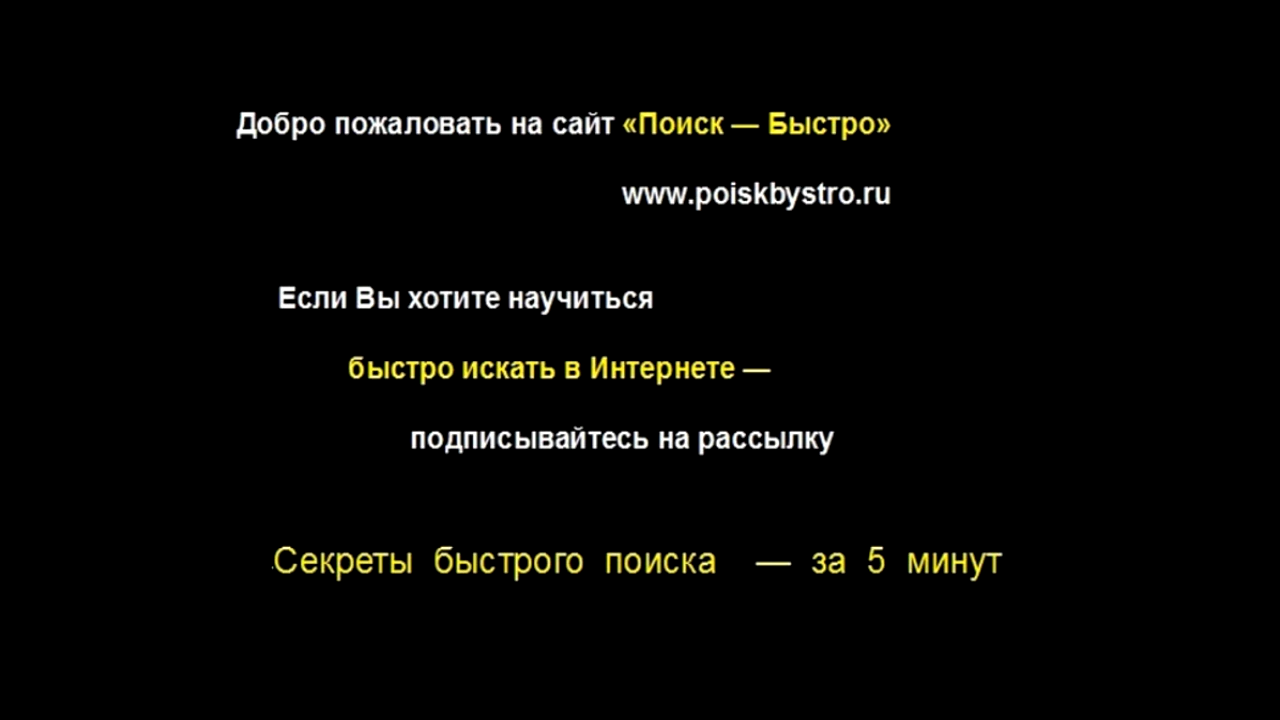 Добро пожаловать на сайт «Поиск — Быстро»
www.poiskbystro.ru
Если Вы хотите научиться
быстро искать в Интернете —
подписывайтесь на рассылку
Секреты быстрого поиска — за 5 минут